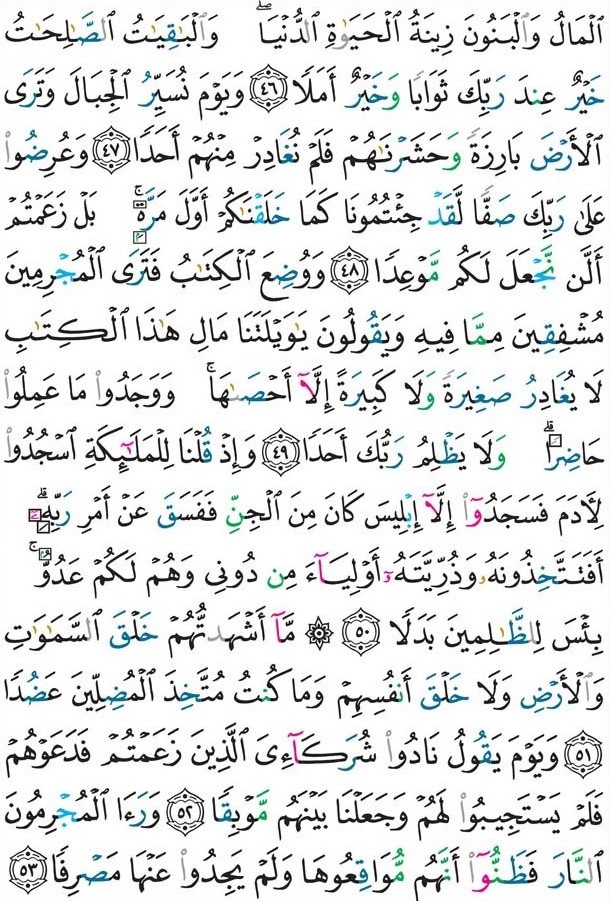 ٱلْمَالُ وَٱلْبَنُونَ زِينَةُ ٱلْحَيَوٰةِ ٱلدُّنْيَا ۖ وَٱلْبَٰقِيَٰتُ ٱلصَّٰلِحَٰتُ
خَيْرٌ عِندَ رَبِّكَ ثَوَابًا وَخَيْرٌ أَمَلًا ٤٦ وَيَوْمَ نُسَيِّرُ ٱلْجِبَالَ وَتَرَى
ٱلْأَرْضَ بَارِزَةً وَحَشَرْنَٰهُمْ فَلَمْ نُغَادِرْ مِنْهُمْ أَحَدًا ٤٧ وَعُرِضُوا۟
عَلَىٰ رَبِّكَ صَفًّا لَّقَدْ جِئْتُمُونَا كَمَا خَلَقْنَٰكُمْ أَوَّلَ مَرَّةٍۭ ۚ بَلْ زَعَمْتُمْ
أَلَّن نَّجْعَلَ لَكُم مَّوْعِدًا ٤٨ وَوُضِعَ ٱلْكِتَٰبُ فَتَرَى ٱلْمُجْرِمِينَ
مُشْفِقِينَ مِمَّا فِيهِ وَيَقُولُونَ يَٰوَيْلَتَنَا مَالِ هَٰذَا ٱلْكِتَٰبِ
لَا يُغَادِرُ صَغِيرَةً وَلَا كَبِيرَةً إِلَّآ أَحْصَىٰهَا ۚ وَوَجَدُوا۟ مَا عَمِلُوا۟
حَاضِرًا ۗ وَلَا يَظْلِمُ رَبُّكَ أَحَدًا ٤٩ وَإِذْ قُلْنَا لِلْمَلَٰٓئِكَةِ ٱسْجُدُوا۟
لِءَادَمَ فَسَجَدُوٓا۟ إِلَّآ إِبْلِيسَ كَانَ مِنَ ٱلْجِنِّ فَفَسَقَ عَنْ أَمْرِ رَبِّهِۦٓ ۗ
أَفَتَتَّخِذُونَهُۥ وَذُرِّيَّتَهُۥٓ أَوْلِيَآءَ مِن دُونِى وَهُمْ لَكُمْ عَدُوٌّۢ ۚ
بِئْسَ لِلظَّٰلِمِينَ بَدَلًا ٥٠ ۞ مَّآ أَشْهَدتُّهُمْ خَلْقَ ٱلسَّمَٰوَٰتِ
وَٱلْأَرْضِ وَلَا خَلْقَ أَنفُسِهِمْ وَمَا كُنتُ مُتَّخِذَ ٱلْمُضِلِّينَ عَضُدًا
٥١ وَيَوْمَ يَقُولُ نَادُوا۟ شُرَكَآءِىَ ٱلَّذِينَ زَعَمْتُمْ فَدَعَوْهُمْ
فَلَمْ يَسْتَجِيبُوا۟ لَهُمْ وَجَعَلْنَا بَيْنَهُم مَّوْبِقًا ٥٢ وَرَءَا ٱلْمُجْرِمُونَ
ٱلنَّارَ فَظَنُّوٓا۟ أَنَّهُم مُّوَاقِعُوهَا وَلَمْ يَجِدُوا۟ عَنْهَا مَصْرِفًا ٥٣